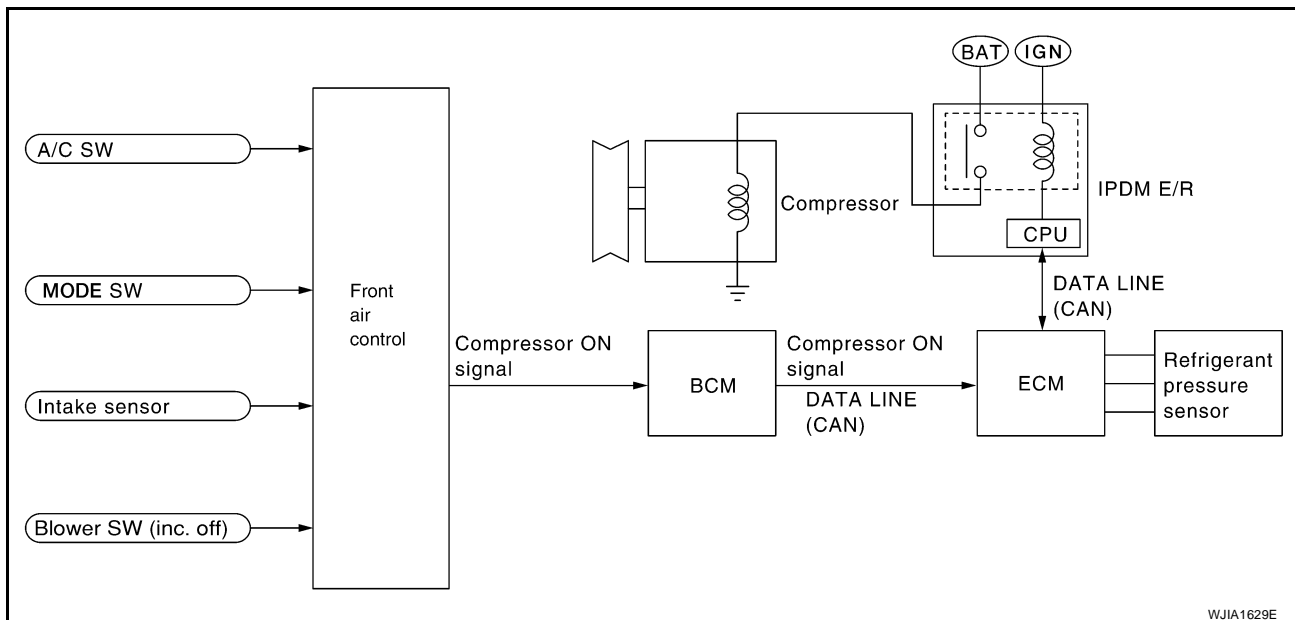 BAT
IGN
A/C SW
Compressor
IPDM E/R
CPU
MODE SW
Front
air
control
DATA LINE
(CAN)
Compressor ON
signal
BCM
Compressor ON
signal
DATA LINE
(CAN)
ECM
Refrigerant
pressure
sensor
Intake sensor
Blower SW (inc. off)
WJIA1629E